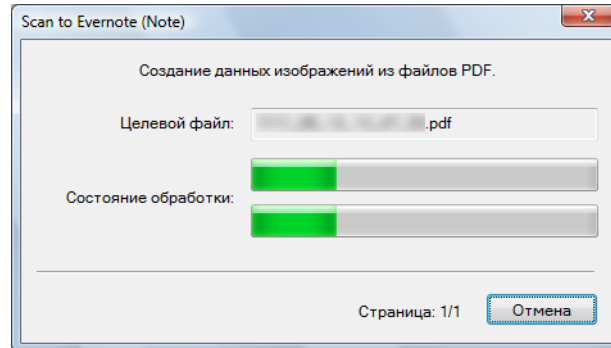 Scan to Evernote (Note)
Создание данных изображений из файлов PDF.
Целевой файл: .pdf
Состояние обработки:
Страница: 1/1 Отмена